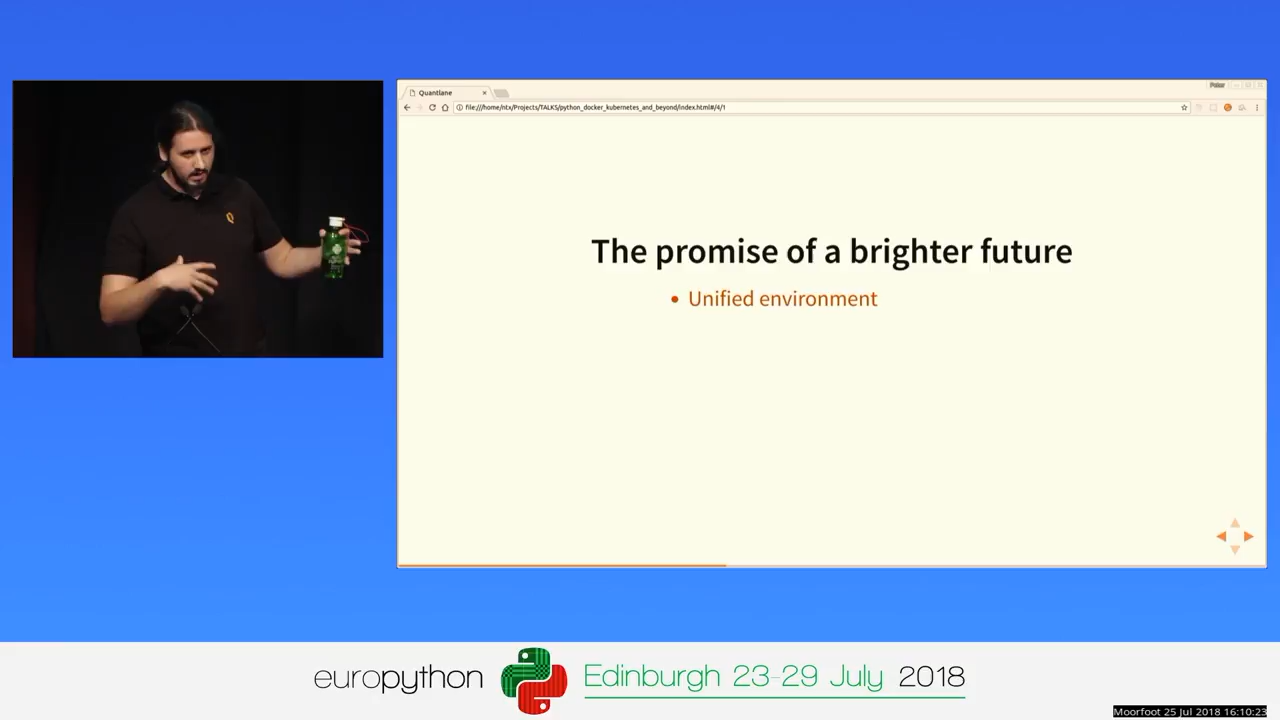 Quantlane
Peter
file:///home/ntx/Projects/TALKS/python_docker_kubernetes_and_beyond/index.html#/4/1
The promise of a brighter future
Unified environment
europython
Edinburgh 23-29 July 2018
Moorfoot 25 Jul 2018 16:10:23